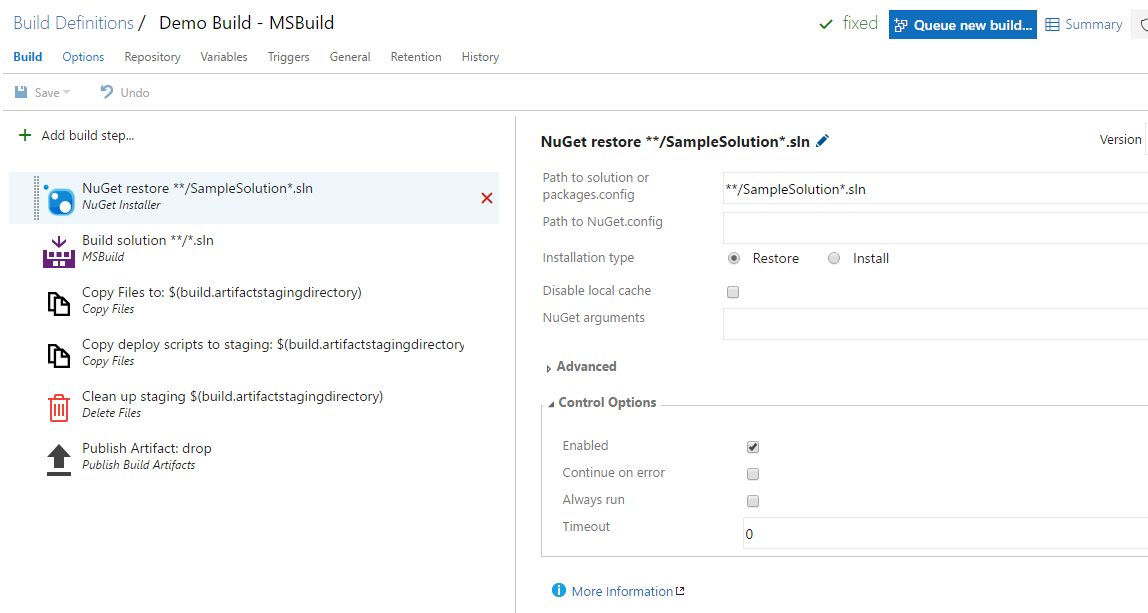 Build Definitions / Demo Build - MSBuild
fixed
Queue new build...
Summary
Build Options Repository Variables Triggers General Retention History
Save Undo
Add build step...
NuGet restore **/SampleSolution*.sln
NuGet Installer
Build solution **/*.sln
MSBuild
Copy Files to: $(build.artifactstagingdirectory)
Copy Files
Copy deploy scripts to staging: $(build.artifactstagingdirectory
Copy Files
Clean up staging $(build.artifactstagingdirectory)
Delete Files
Publish Artifact: drop
Publish Build Artifacts
NuGet restore **/SampleSolution*.sln
Version
Path to solution or
packages.config
**/SampleSolution*.sln
Path to NuGet.config
Installation type
Restore Install
Disable local cache
NuGet arguments
Advanced
Control Options
Enabled
Continue on error
Always run
Timeout
0
More Information